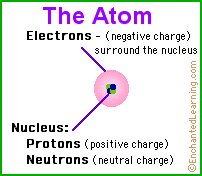 The Atom
Electrons - (negative charge)
surround the nucleus
Nucleus:
Protons (positive charge)
Neutrons (neutral charge)
©EnchantedLearning.com